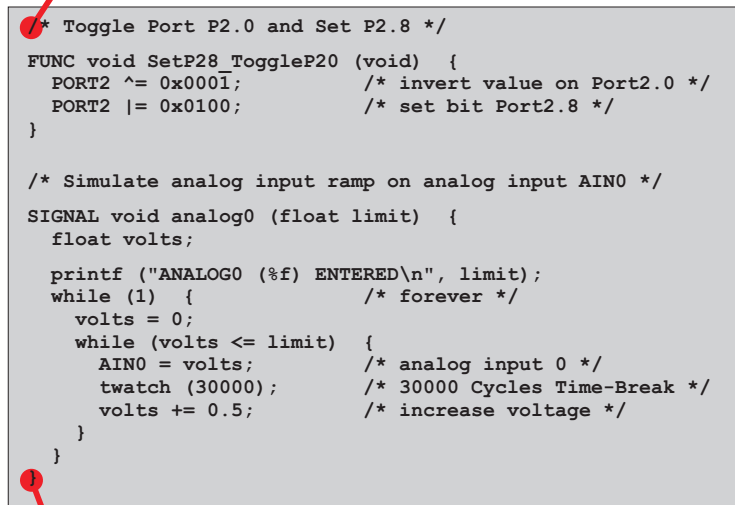 /* Toggle Port P2.0 and Set P2.8 */
FUNC void SetP28_ToggleP20 (void)  {
  PORT2 ^= 0x0001;            /* invert value on Port2.0 */
  PORT2 |= 0x0100;            /* set bit Port2.8 */
}
/* Simulate analog input ramp on analog input AIN0 */
SIGNAL void analog0 (float limit)  {
  float volts;
  printf ("ANALOG0 (%f) ENTERED\n", limit);
  while (1)  {                /* forever */
    volts = 0;
    while (volts <= limit)  {
      AIN0 = volts;           /* analog input 0 */
      twatch (30000);         /* 30000 Cycles Time-Break */
      volts += 0.5;           /* increase voltage */
    }
  }
}